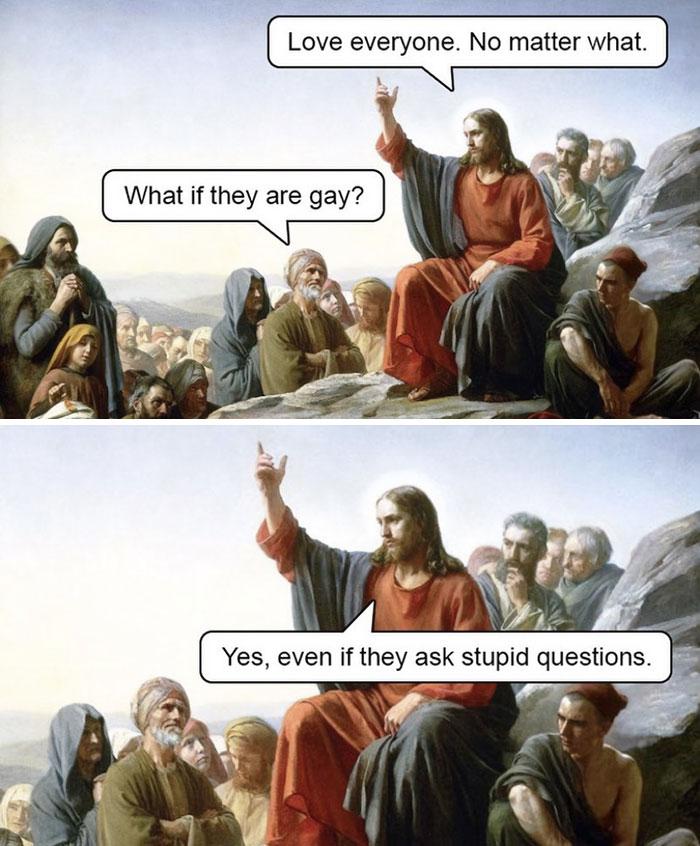 Love everyone. No matter what.
What if they are gay?
Yes, even if they ask stupid questions.